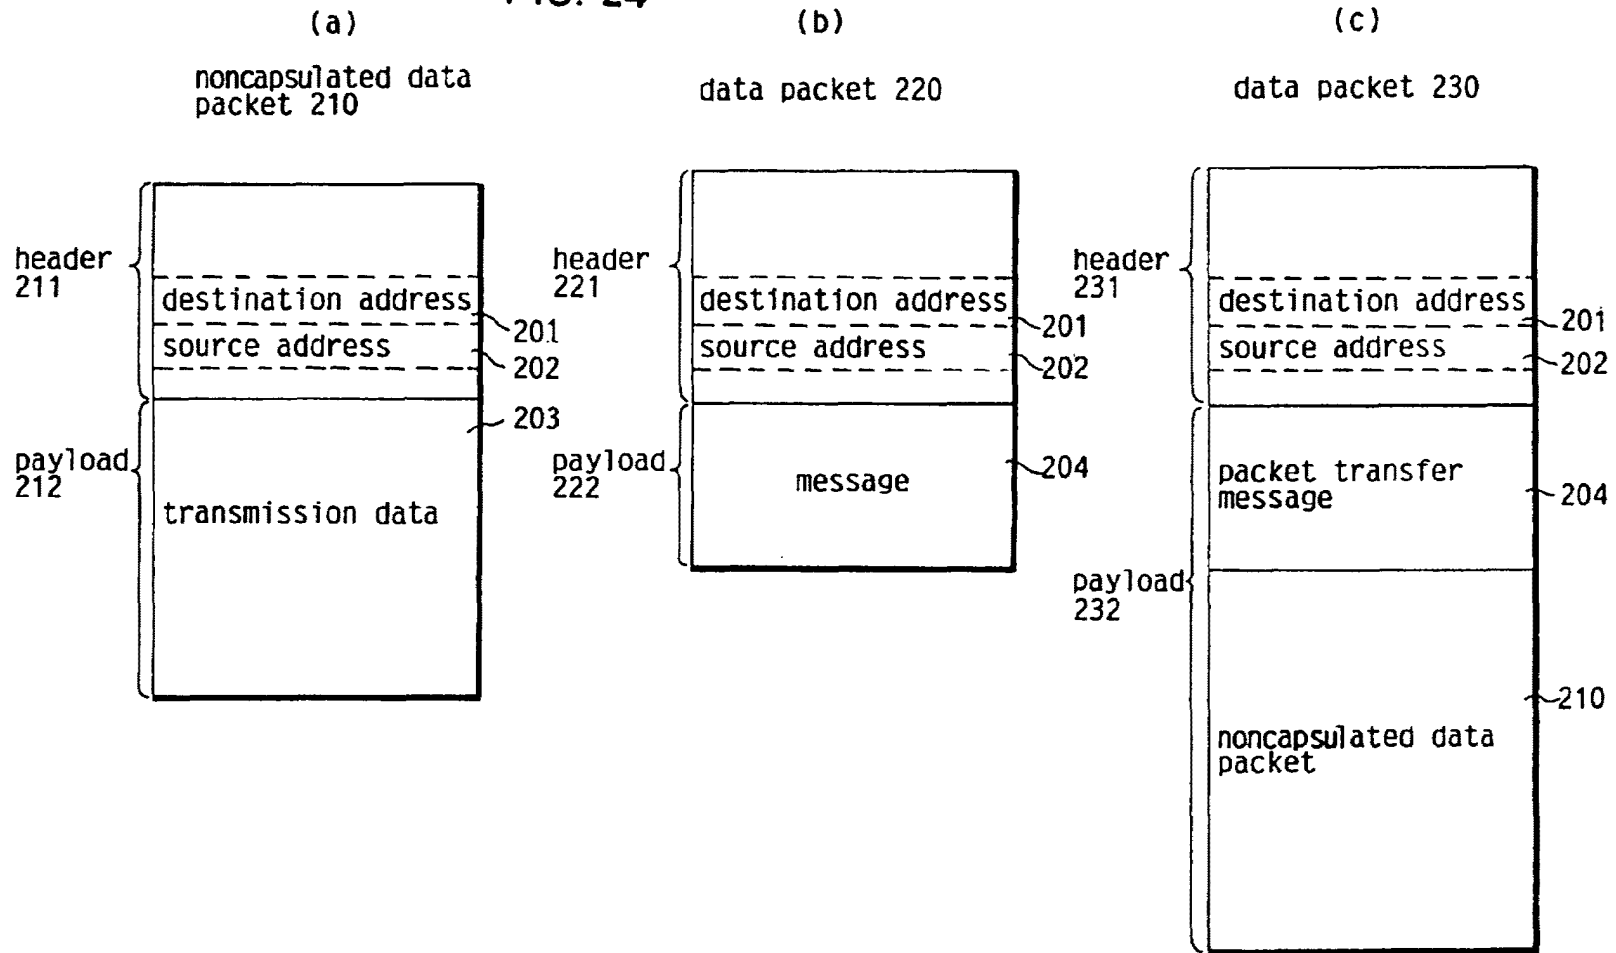 FIG. 24
(a)
noncapsulated data
packet 210
header
211
destination address
201
source address
202
203
payload
212
transmission data
(b)
data packet 220
header
221
destination address
201
source address
202
payload
222
message
204
(c)
data packet 230
header
231
destination address
201
source address
202
packet transfer
message
204
payload
232
210
noncapsulated data
packet